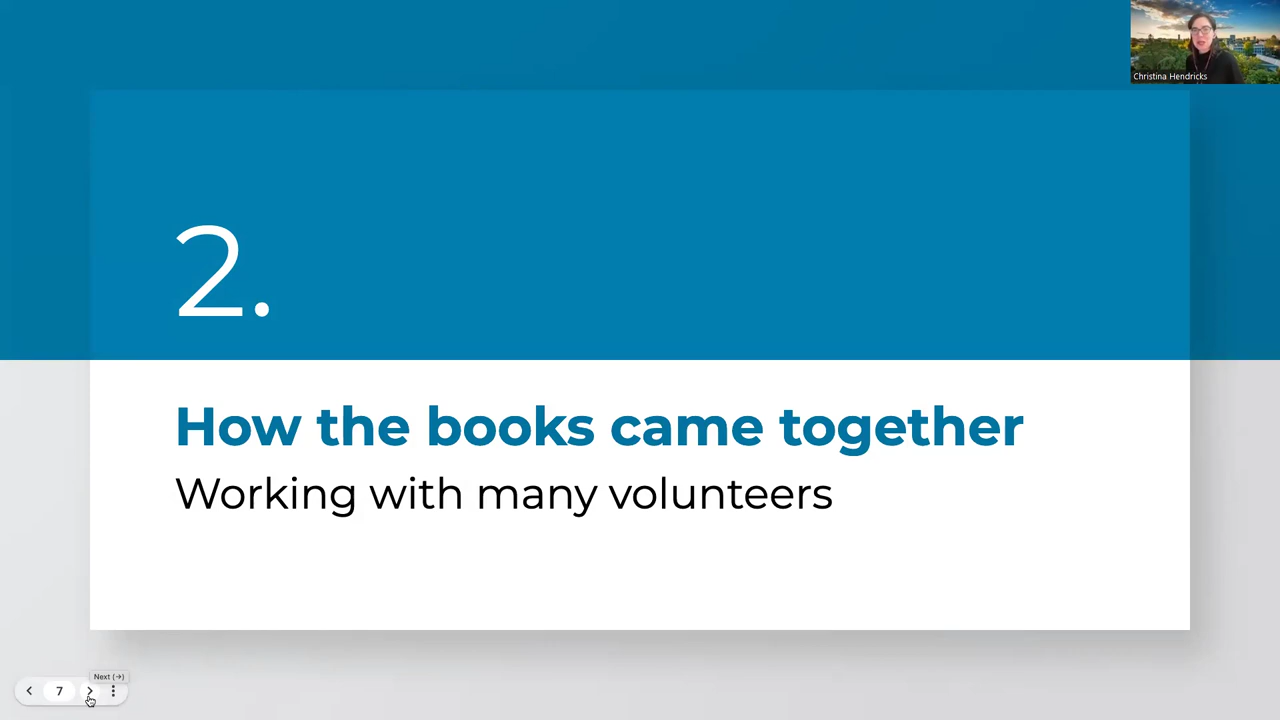 Christina Hendricks
2.
How the books came together
Working with many volunteers
Next (→)
7